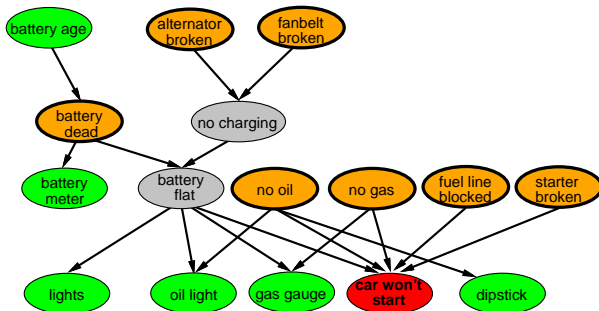 battery age
alternator
broken
fanbelt
broken
battery
dead
no charging
battery
meter
battery
flat
no oil
no gas
fuel line
blocked
starter
broken
lights
oil light
gas gauge
car won't
start
dipstick